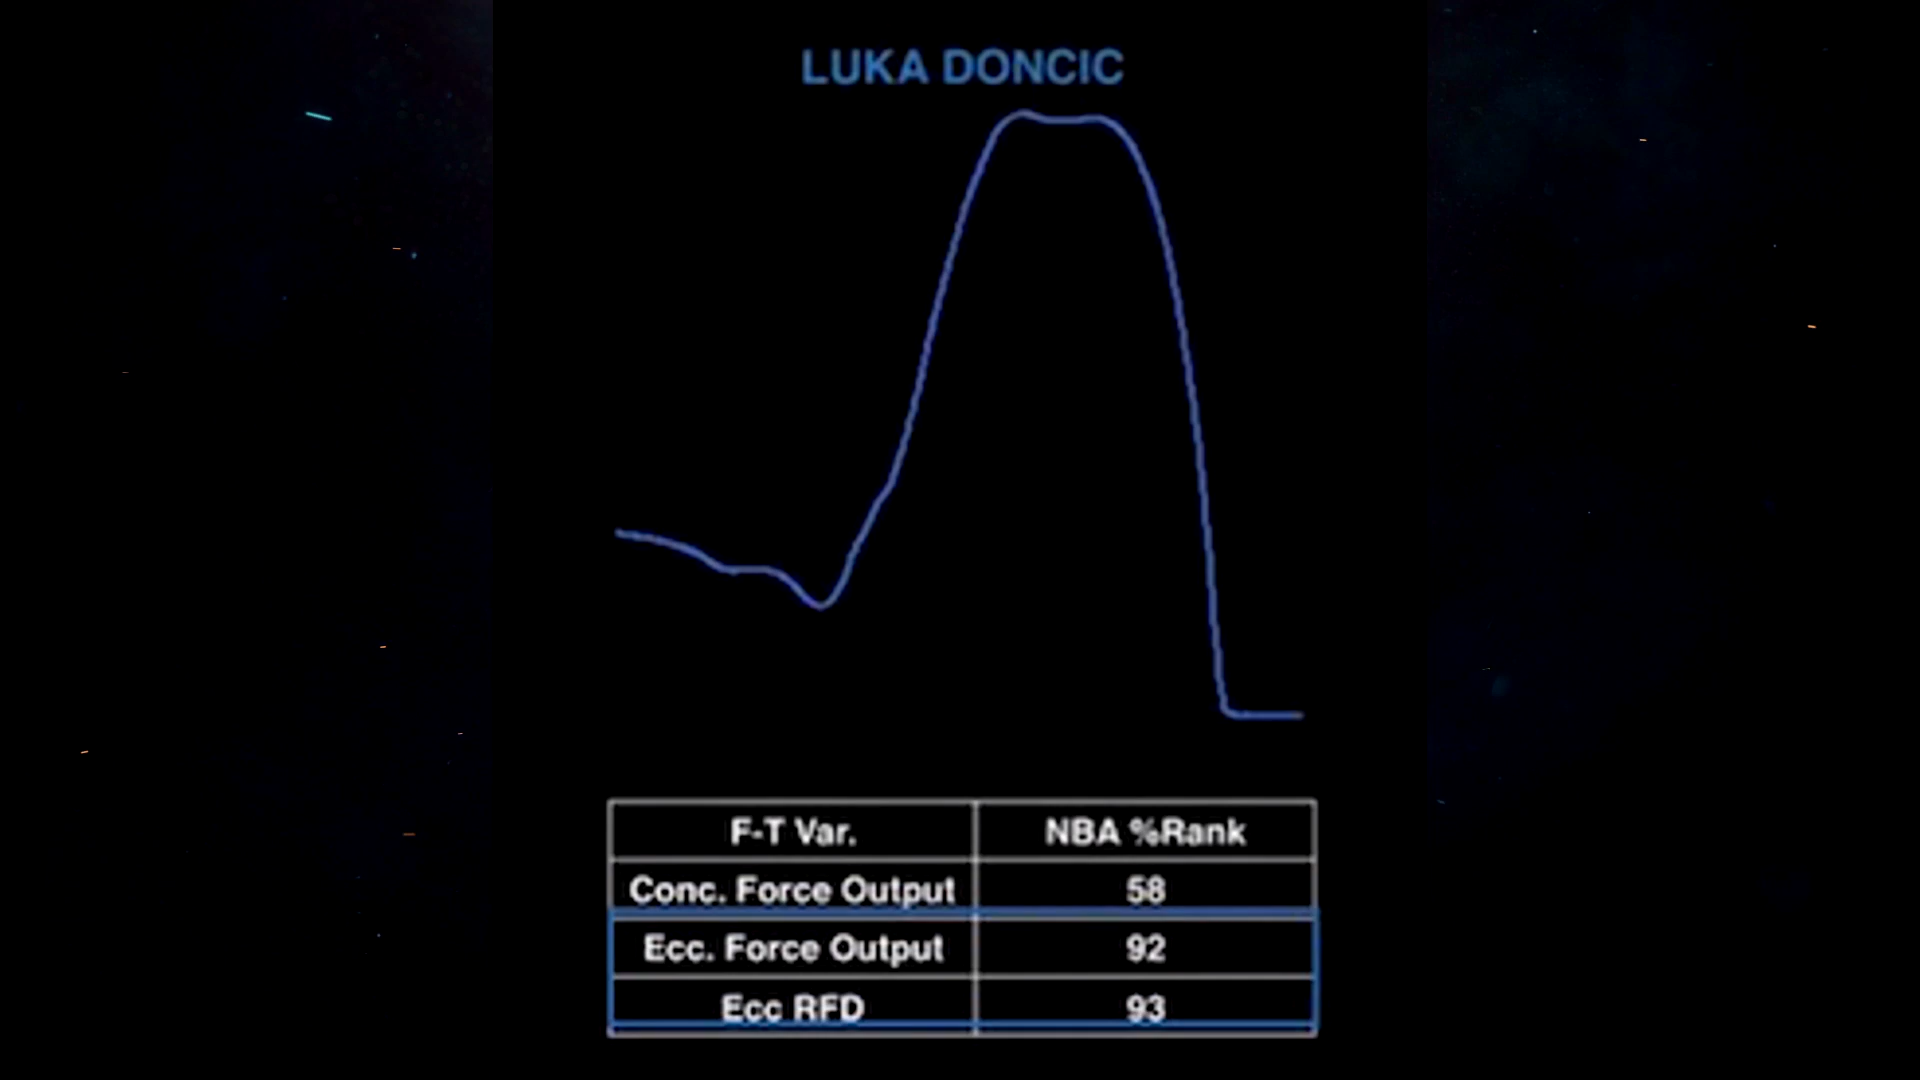 LUKA DONCIC
F-T Var. NBA %Rank
Conc. Force Output 58
Ecc. Force Output 92
Ecc RFD 93